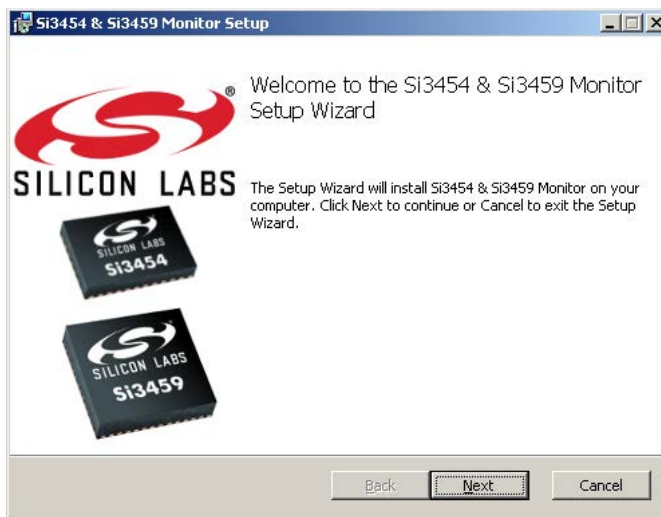 Si3454 & Si3459 Monitor Setup
Welcome to the Si3454 & Si3459 Monitor
Setup Wizard
®
SILICON LABS
The Setup Wizard will install Si3454 & Si3459 Monitor on your
computer. Click Next to continue or Cancel to exit the Setup
Wizard.
SILICON LABS
Si3454
SILICON LABS
Si3459
Back
Next
Cancel